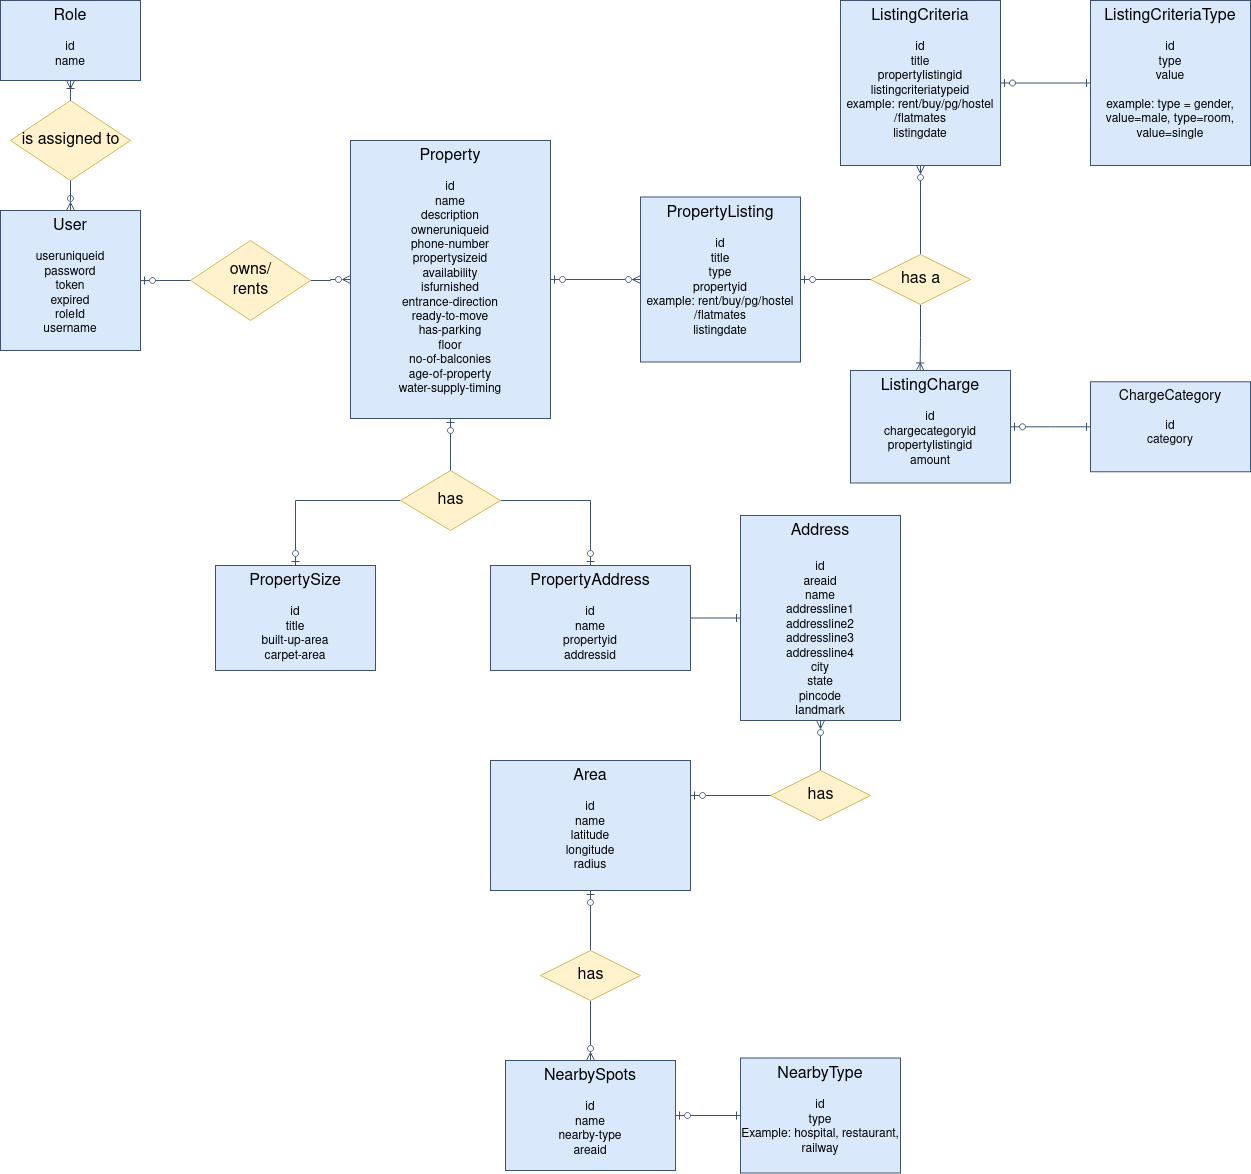 Role
id
name
is assigned to
User
useruniqueid
password
token
expired
roleId
username
owns/
rents
Property
id
name
description
owneruniqueid
phone-number
propertysizeid
availability
isfurnished
entrance-direction
ready-to-move
has-parking
floor
no-of-balconies
age-of-property
water-supply-timing
PropertyListing
id
title
type
propertyid
example: rent/buy/pg/hostel
/flatmates
listingdate
ListingCriteria
id
title
propertylistingid
listingcriteriatypeid
example: rent/buy/pg/hostel
/flatmates
listingdate
ListingCriteriaType
id
type
value
example: type = gender,
value=male, type=room,
value=single
has a
ListingCharge
id
chargecategoryid
propertylistingid
amount
ChargeCategory
id
category
has
PropertySize
id
title
built-up-area
carpet-area
PropertyAddress
id
name
propertyid
addressid
Address
id
areaid
name
addressline1
addressline2
addressline3
addressline4
city
state
pincode
landmark
has
Area
id
name
latitude
longitude
radius
has
NearbySpots
id
name
nearby-type
areaid
NearbyType
id
type
Example: hospital, restaurant,
railway